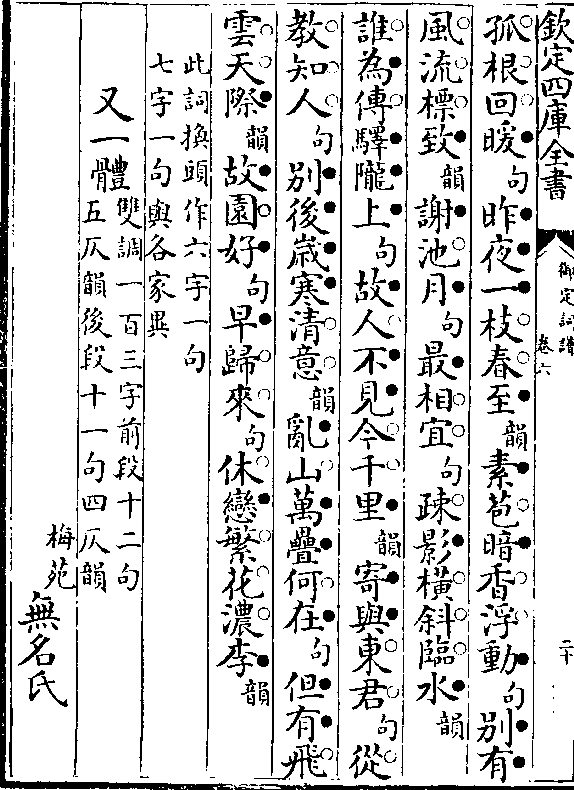 欽定四庫全書
御定詞譜
卷六
二十
孤根回暖句昨夜一枝春至韻素苞暗香浮動句别有
風流標致韻謝池月句最相宜句疎影橫斜臨水韻
誰為傳驛隴上句故人不見今千里韻寄與東君句從
教知人句别後嵗寒清意韻亂山萬疊何在句但有飛
雲天際韻故園好句早歸來句休戀繁花濃李韻
此詞換頭作六字一句
七字一句與各家異
又一體雙調一百三字前段十二句
五仄韻後段十一句四仄韻
梅苑無名氏